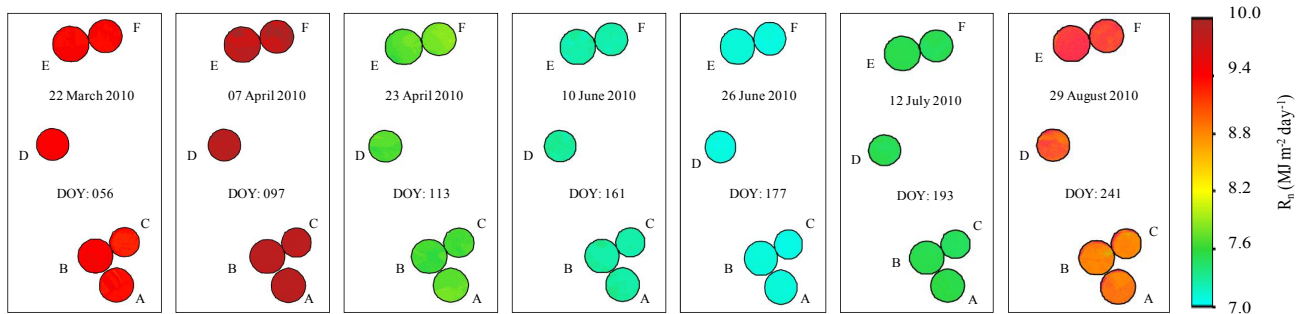 F
E
22 March 2010
D
DOY: 056
C
B
A
F
E
07 April 2010
D
DOY: 097
C
B
A
F
E
23 April 2010
D
DOY: 113
C
B
A
F
E
10 June 2010
D
DOY: 161
C
B
A
F
E
26 June 2010
D
DOY: 177
C
B
A
F
E
12 July 2010
D
DOY: 193
C
B
A
F
E
29 August 2010
D
DOY: 241
C
B
A
10.0
9.4
8.8
8.2
7.6
7.0
Rn (MJ m-2 day-1)